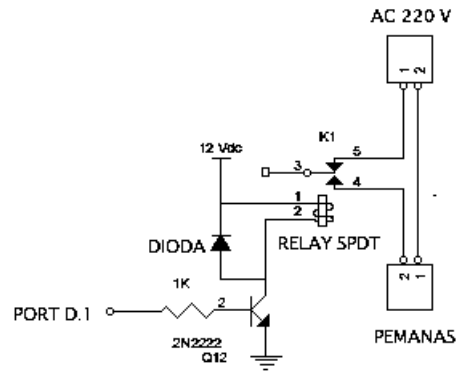 AC 220 V
1 2
K1
5
12 Vdc
3
4
1
2
DIODA
RELAY SPDT
1K
2 1
2
PORT D.1
PEMANAS
2N2222
Q12